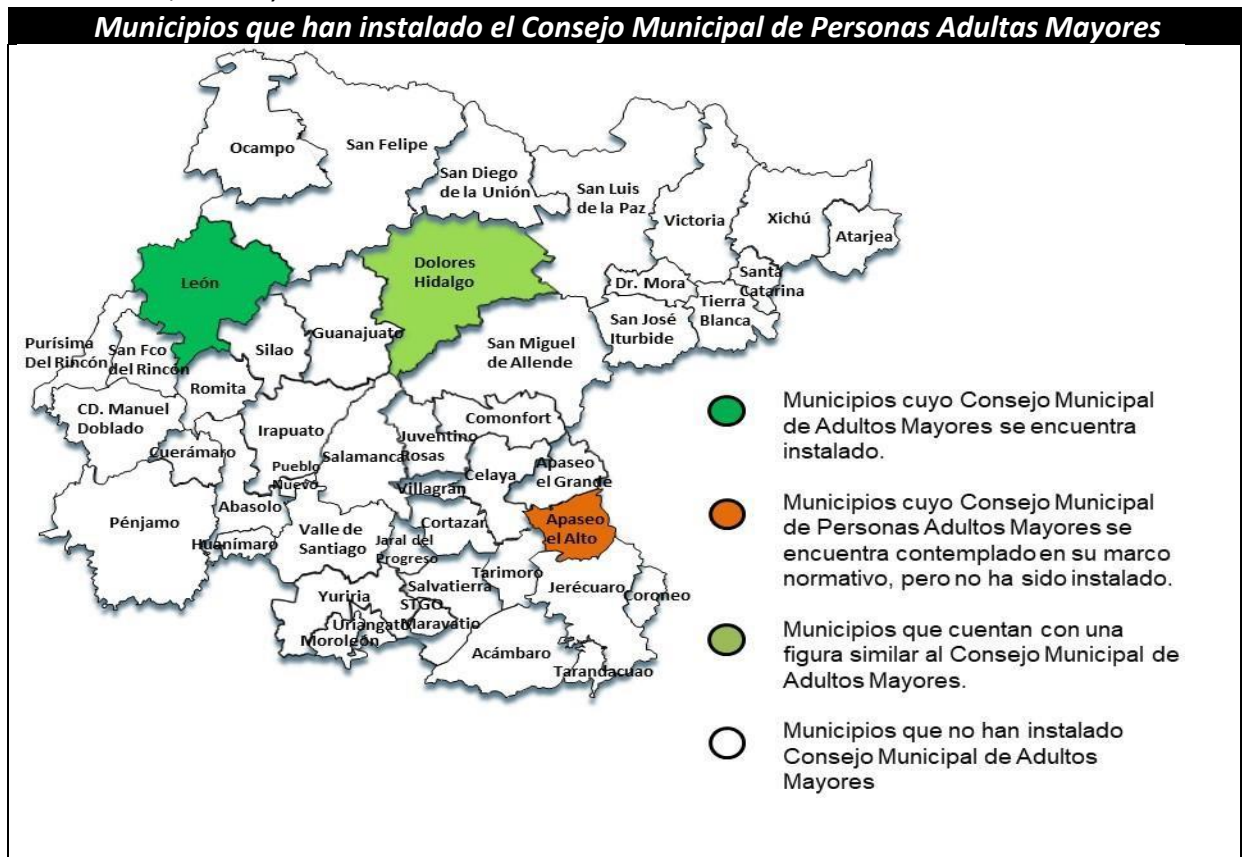 Municipios que han instalado el Consejo Municipal de Personas Adultas Mayores
Ocampo
San Felipe
San Diego
de la Unión
San Luis
de la Paz
Victoria
Xichú
Atarjea
León
Dolores
Hidalgo
Dr. Mora
Santa
Catarina
Tierra
Blanca
San José
Iturbide
Purísima
Del Rincón
San Fco
del Rincón
Silao
Guanajuato
San Miguel
de Allende
Romita
CD. Manuel
Doblado
Cuerámaro
Irapuato
Pueblo
Nuevo
Salamanca
Juventino
Rosas
Comonfort
Celaya
Apaseo
el Grande
Villagrán
Pénjamo
Abasolo
Huanímaro
Valle de
Santiago
Cortazar
Jaral del
Progreso
Apaseo
el Alto
Tarimoro
Jerécuaro
Coroneo
Salvatierra
Yuriria
STGO
Maravatio
Uriangato
Moroleón
Acámbaro
Tarandacuao
Municipios cuyo Consejo Municipal
de Adultos Mayores se encuentra
instalado.
Municipios cuyo Consejo Municipal
de Personas Adultos Mayores se
encuentra contemplado en su marco
normativo, pero no ha sido instalado.
Municipios que cuentan con una
figura similar al Consejo Municipal de
Adultos Mayores.
Municipios que no han instalado
Consejo Municipal de Adultos
Mayores